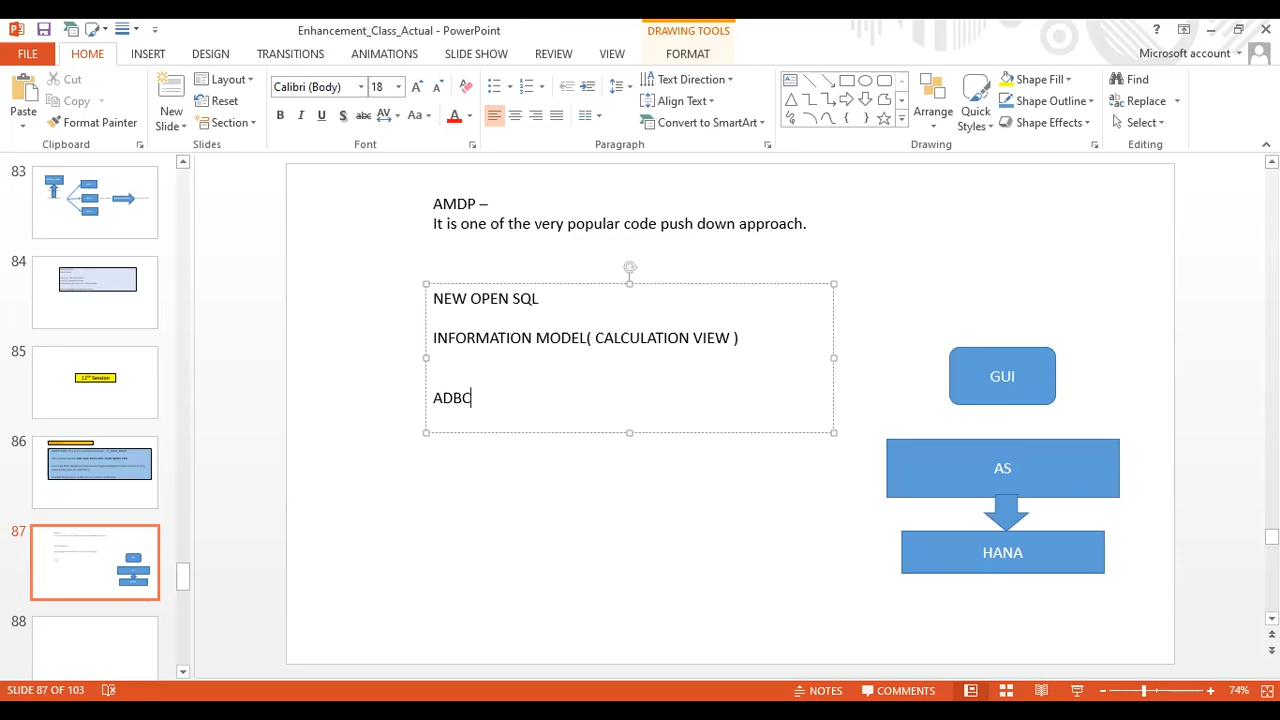 Enhancement_Class_Actual - PowerPoint
DRAWING TOOLS
FILE
HOME
INSERT
DESIGN
TRANSITIONS
ANIMATIONS
SLIDE SHOW
REVIEW
VIEW
FORMAT
Microsoft account
Paste
Cut
Copy
Format Painter
Clipboard
New Slide
Layout
Reset
Section
Slides
Calibri (Body)
18
Font
Text Direction
Align Text
Convert to SmartArt
Paragraph
Arrange
Quick Styles
Shape Fill
Shape Outline
Shape Effects
Drawing
Find
Replace
Select
Editing
83
84
85
11th Session
86
87
88
AMDP –
It is one of the very popular code push down approach.
NEW OPEN SQL
INFORMATION MODEL( CALCULATION VIEW )
ADBC
GUI
AS
HANA
SLIDE 87 OF 103
NOTES
COMMENTS
74%